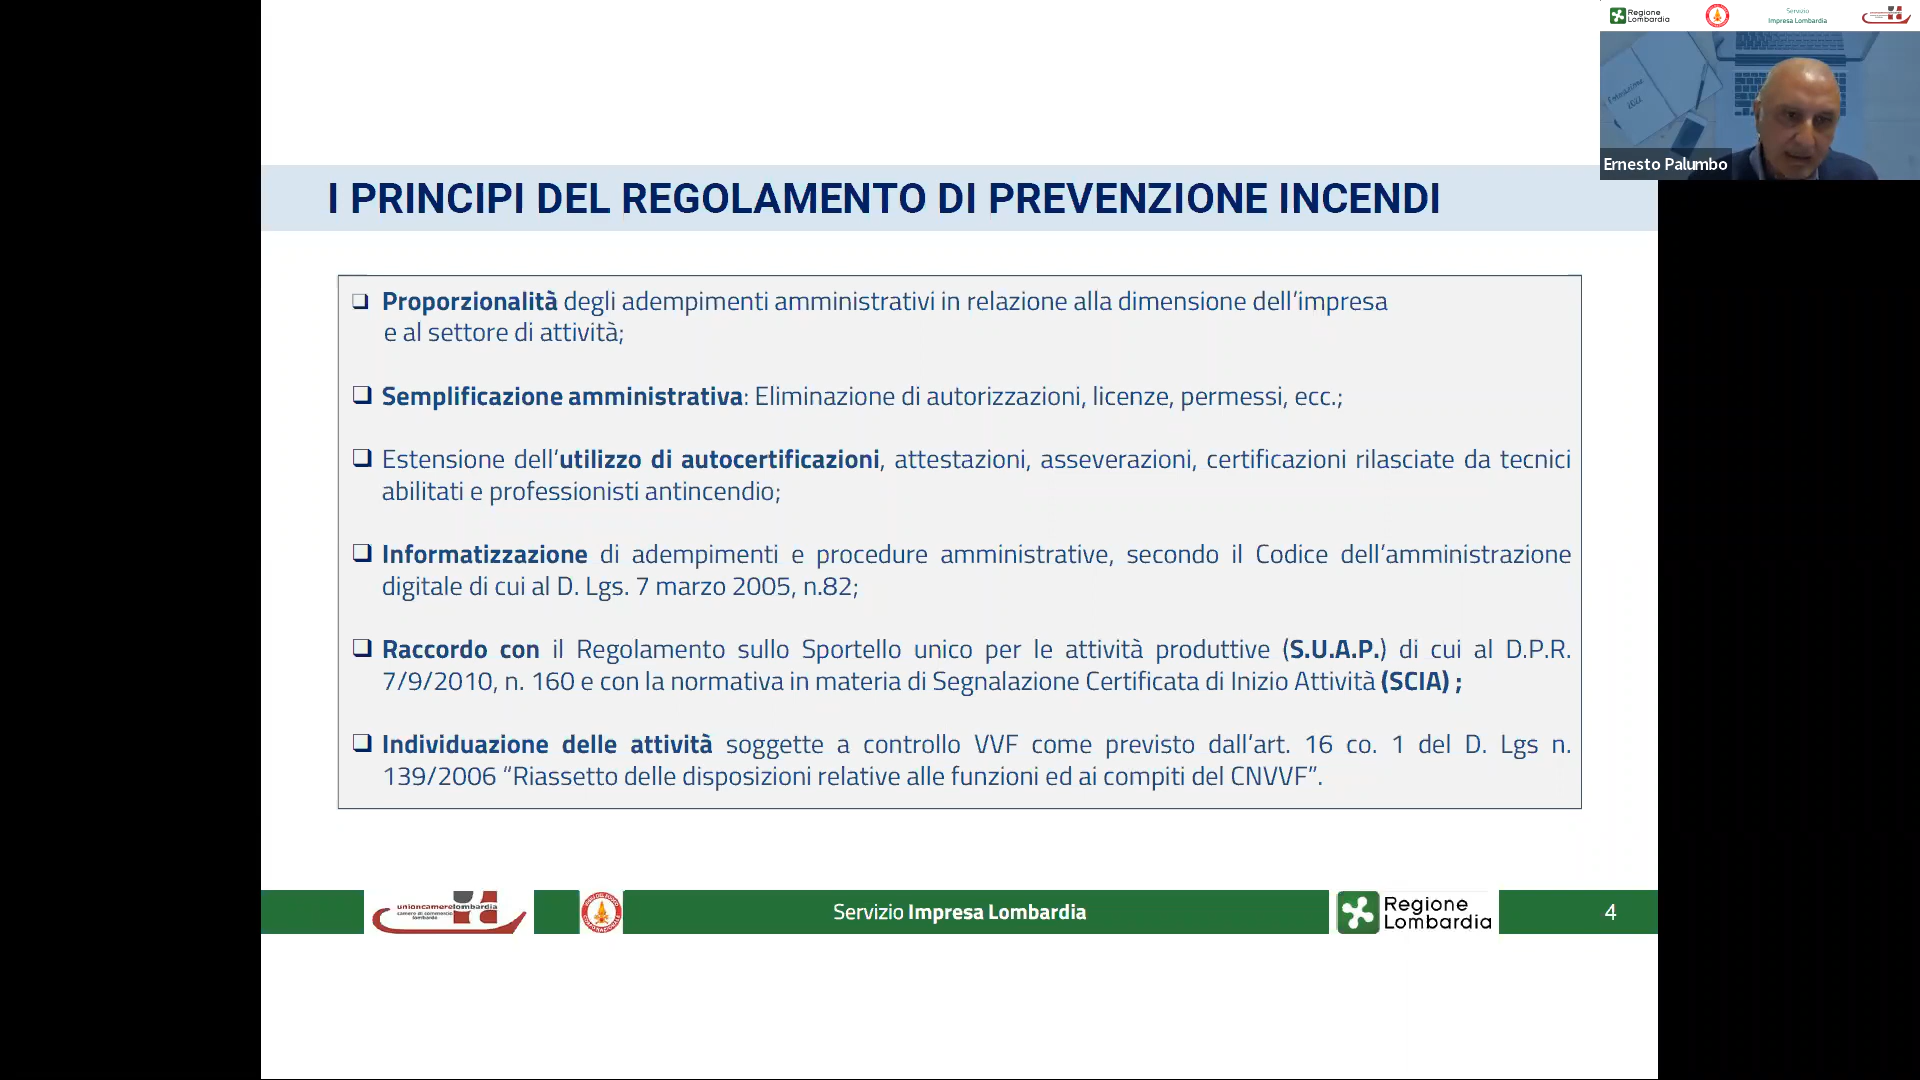 Regione
Lombardia
Servizio
Impresa Lombardia
Formazione
2022
Ernesto Palumbo
I PRINCIPI DEL REGOLAMENTO DI PREVENZIONE INCENDI
❑ Proporzionalità degli adempimenti amministrativi in relazione alla dimensione dell’impresa
e al settore di attività;
❑ Semplificazione amministrativa: Eliminazione di autorizzazioni, licenze, permessi, ecc.;
❑ Estensione dell’utilizzo di autocertificazioni, attestazioni, asseverazioni, certificazioni rilasciate da tecnici
abilitati e professionisti antincendio;
❑ Informatizzazione di adempimenti e procedure amministrative, secondo il Codice dell’amministrazione
digitale di cui al D. Lgs. 7 marzo 2005, n.82;
❑ Raccordo con il Regolamento sullo Sportello unico per le attività produttive (S.U.A.P.) di cui al D.P.R.
7/9/2010, n. 160 e con la normativa in materia di Segnalazione Certificata di Inizio Attività (SCIA) ;
❑ Individuazione delle attività soggette a controllo VVF come previsto dall’art. 16 co. 1 del D. Lgs n.
139/2006 “Riassetto delle disposizioni relative alle funzioni ed ai compiti del CNVVF”.
unioncamerelombardia
camere di commercio
lombarde
Servizio Impresa Lombardia
Regione
Lombardia
4